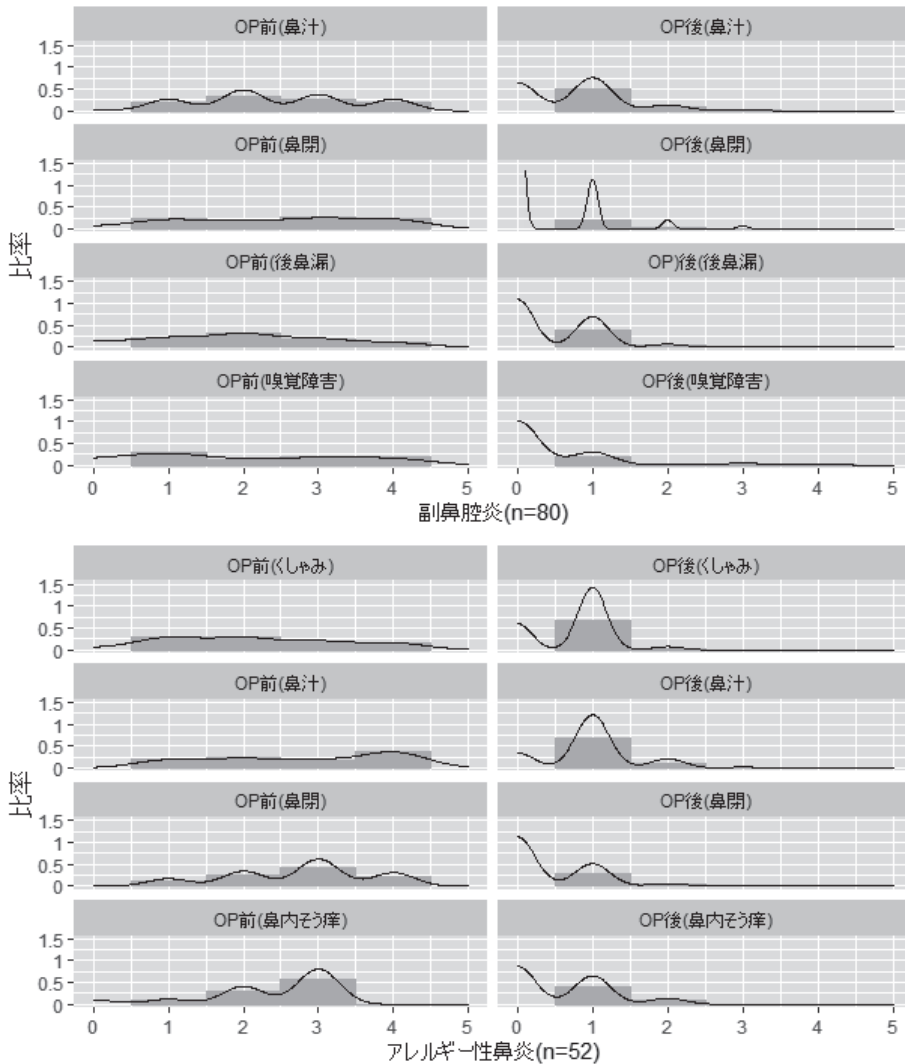 OP前(鼻汁) OP後(鼻汁)
1.5
1
0.5
0
OP前(鼻閉) OP後(鼻閉)
1.5
1
0.5
0
比率
OP前(後鼻漏) OP)後(後鼻漏)
1.5
1
0.5
0
OP前(嗅覚障害) OP後(嗅覚障害)
1.5
1
0.5
0
0 1 2 3 4 5 0 1 2 3 4 5
副鼻腔炎(n=80)
OP前(くしゃみ) OP後(くしゃみ)
1.5
1
0.5
0
OP前(鼻汁) OP後(鼻汁)
1.5
1
0.5
0
比率
OP前(鼻閉) OP後(鼻閉)
1.5
1
0.5
0
OP前(鼻内そう痒) OP後(鼻内そう痒)
1.5
1
0.5
0
0 1 2 3 4 5 0 1 2 3 4 5
アレルギー性鼻炎(n=52)